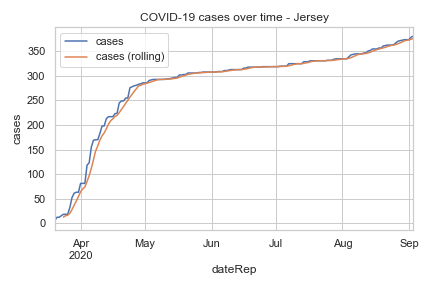 COVID-19 cases over time - Jersey
cases
cases (rolling)
350
300
250
200
150
100
50
0
cases
Apr
2020
May
Jun
Jul
Aug
Sep
dateRep